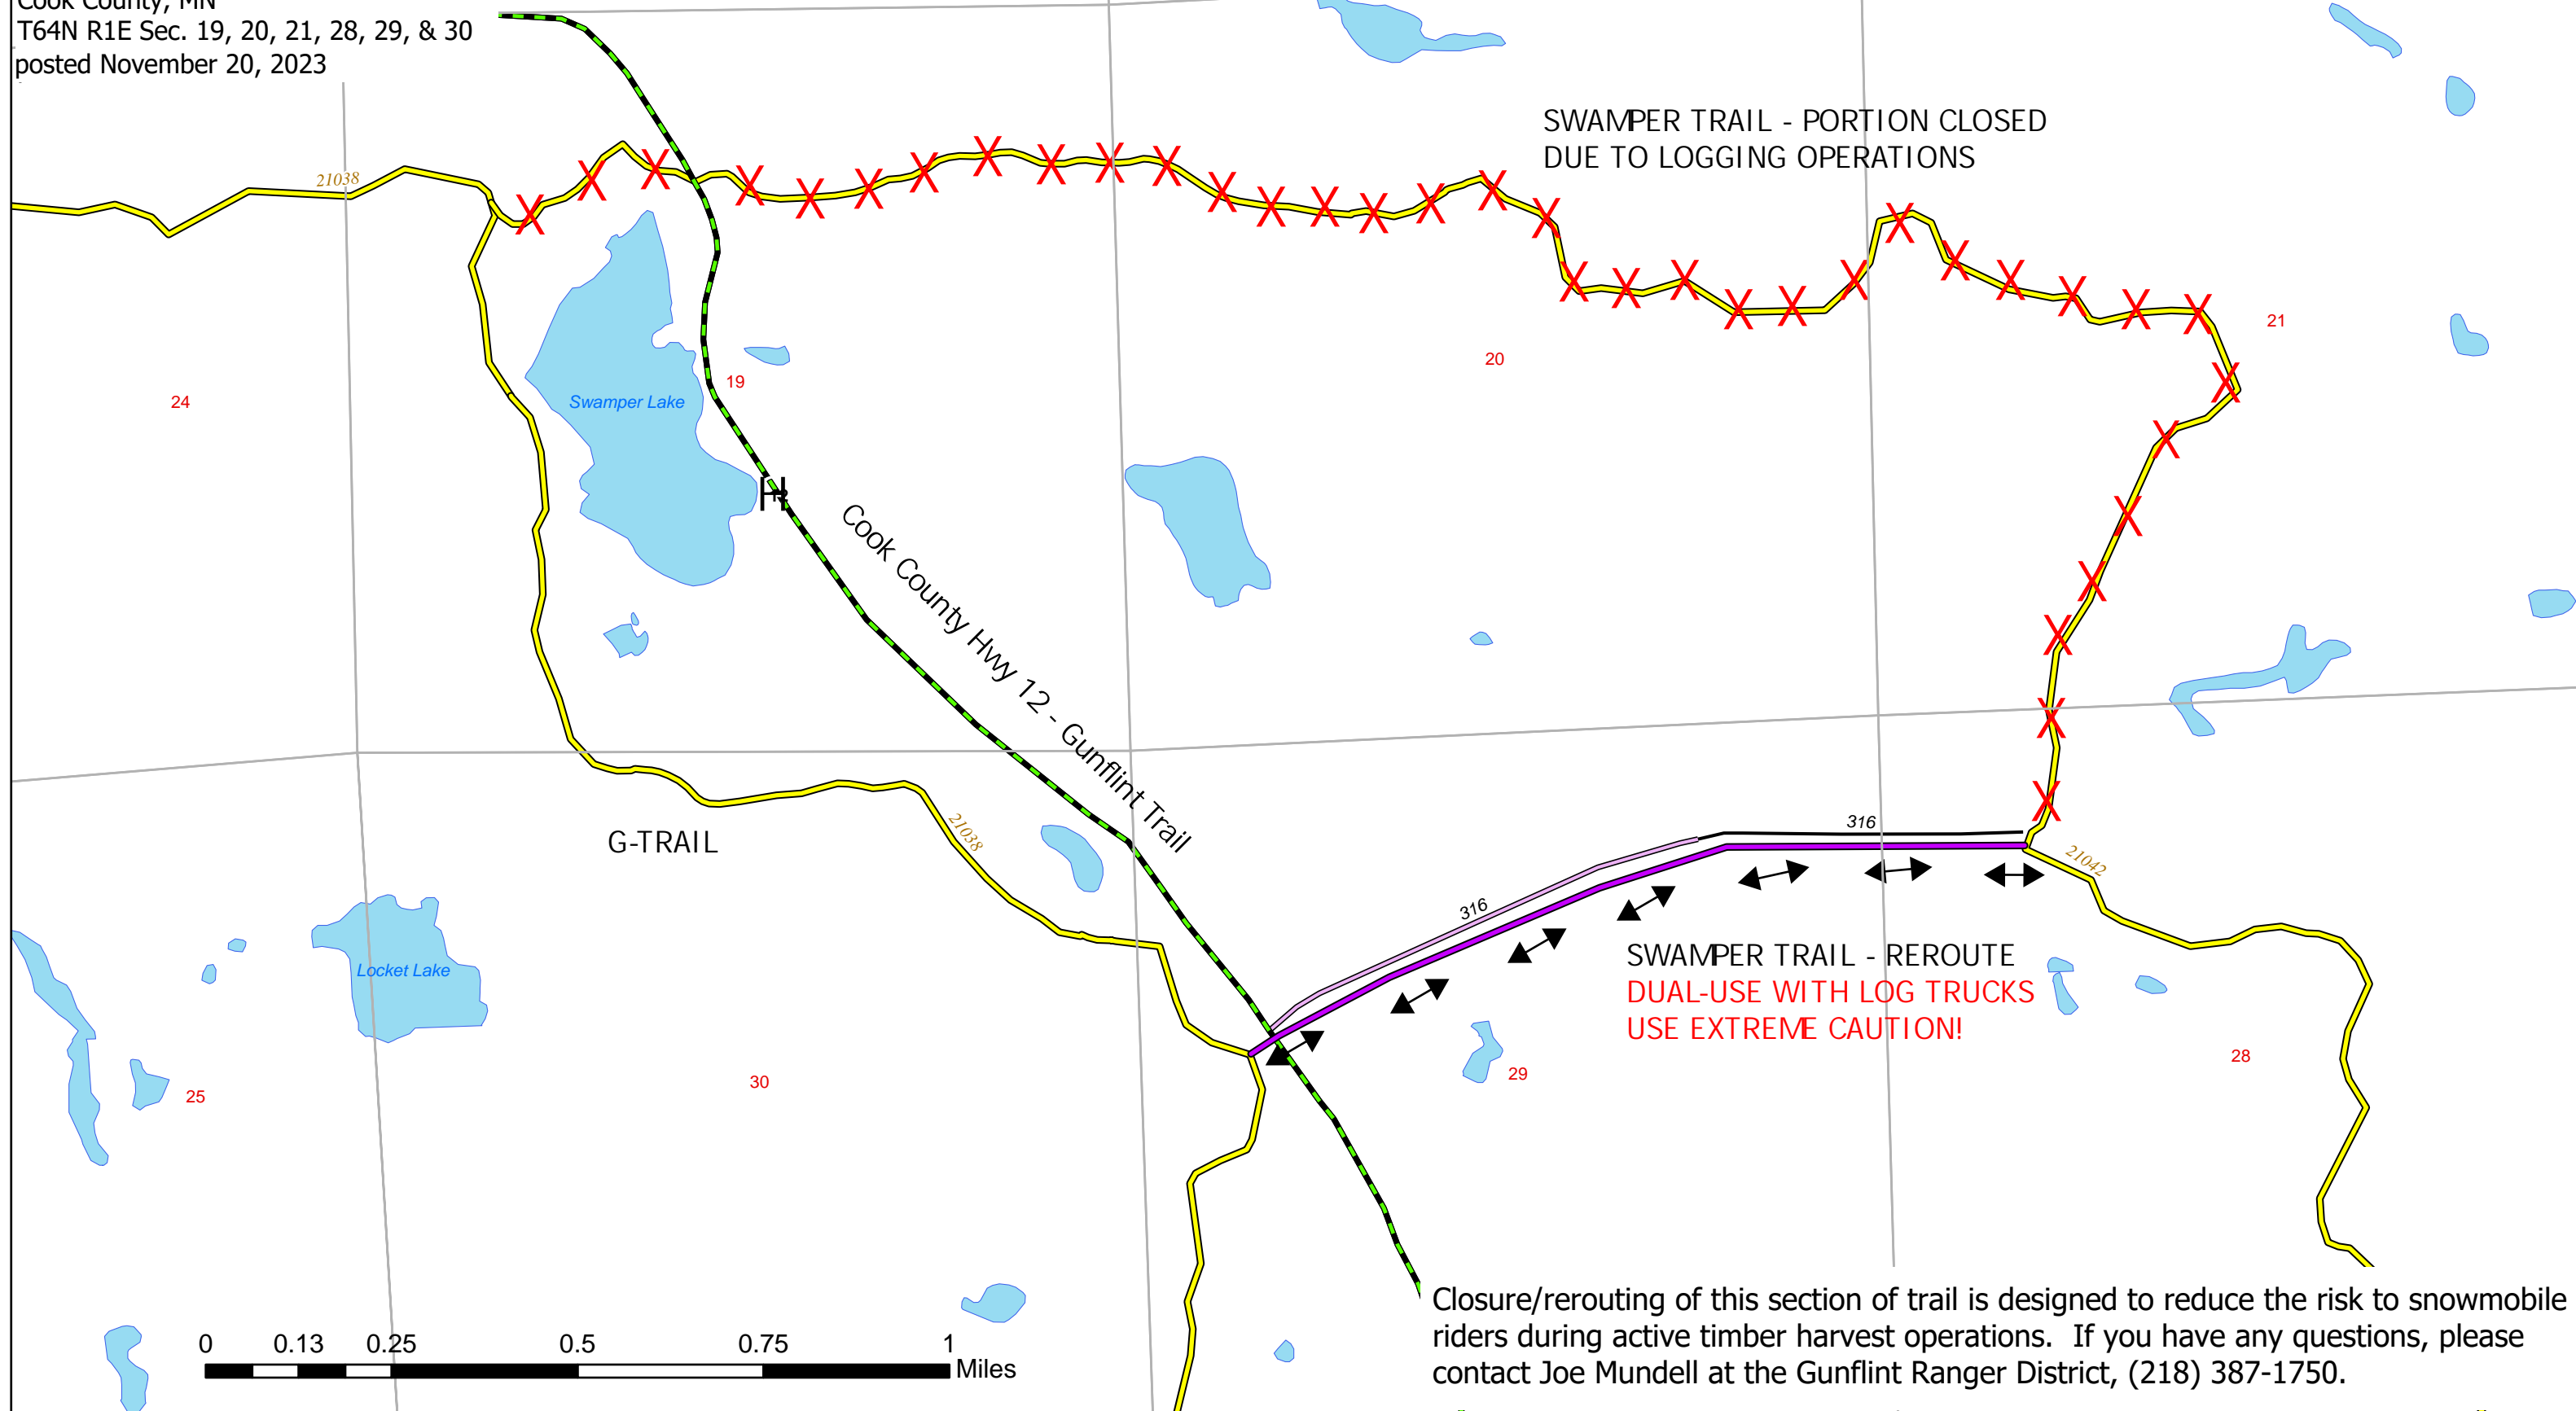 Cook County, MN
T64N R1E Sec. 19, 20, 21, 28, 29, & 30
posted November 20, 2023
SWAMPER TRAIL - PORTION CLOSED
DUE TO LOGGING OPERATIONS
21038
21
20
19
24
Swamper Lake
Cook County Hwy 12 - Gunflint Trail
G-TRAIL
21038
316
21042
316
SWAMPER TRAIL - REROUTE
DUAL-USE WITH LOG TRUCKS
USE EXTREME CAUTION!
Locket Lake
25
30
29
28
Closure/rerouting of this section of trail is designed to reduce the risk to snowmobile
riders during active timber harvest operations.  If you have any questions, please
contact Joe Mundell at the Gunflint Ranger District, (218) 387-1750.
0 0.13 0.25 0.5 0.75 1
Miles